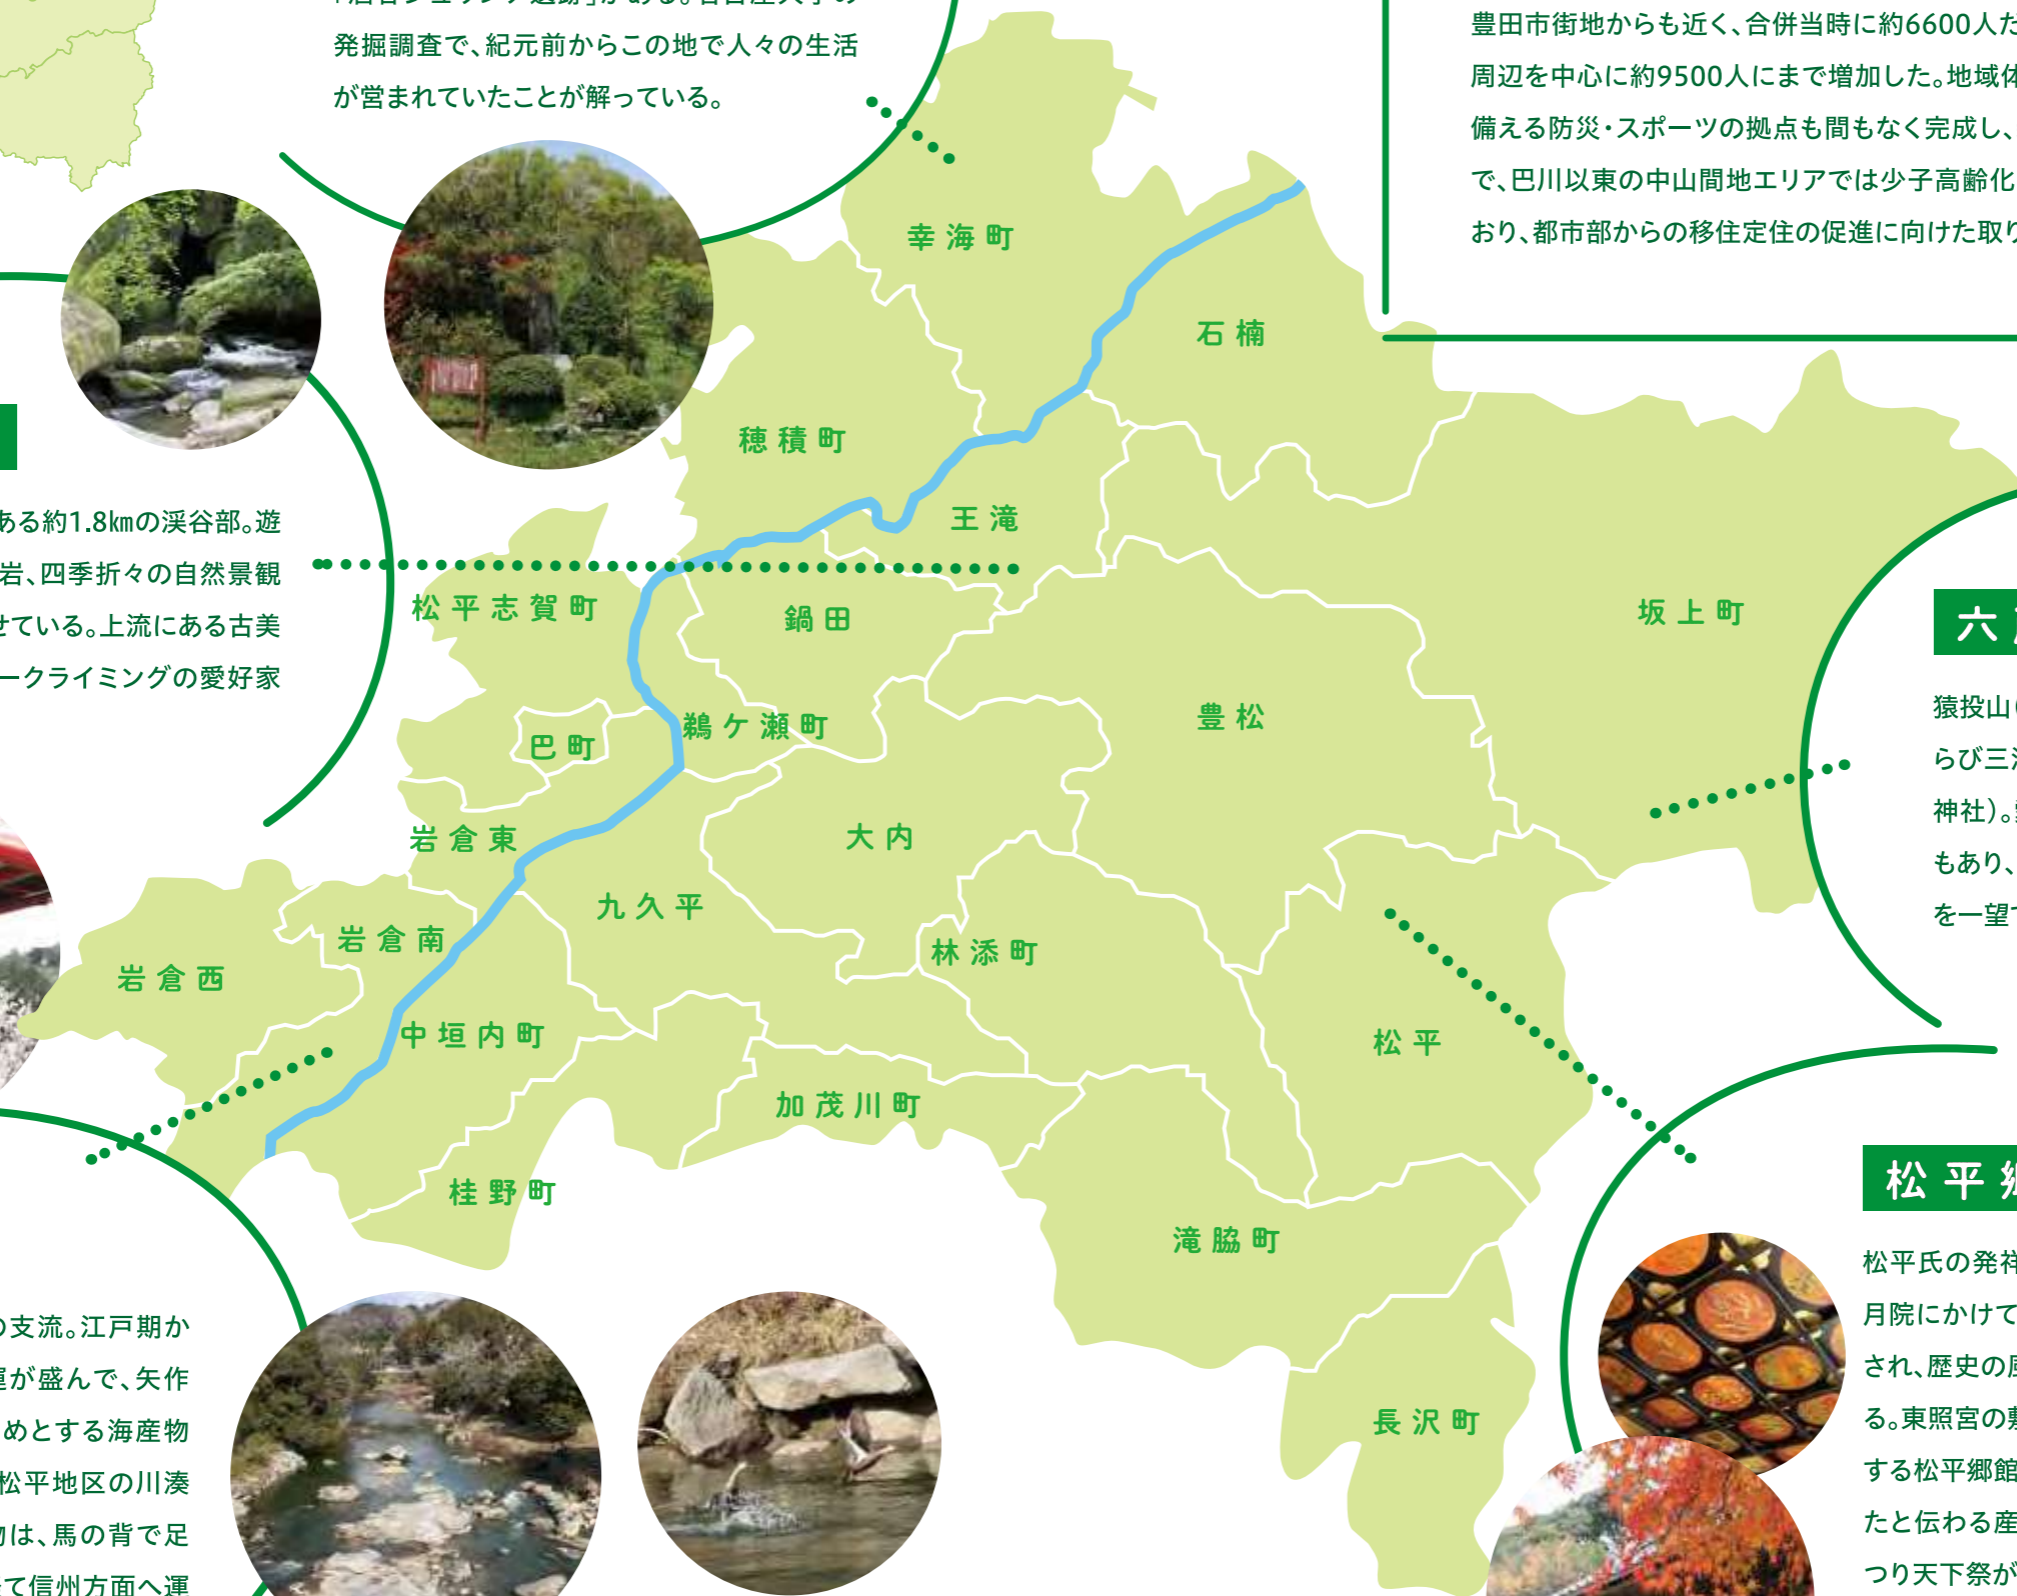 発掘調査で、紀元前からこの地で人々の生活
が営まれていたことが解っている。
豊田市街地からも近く、合併当時に約6600人だ
周辺を中心に約9500人にまで増加した。地域体
備える防災・スポーツの拠点も間もなく完成し、
で、巴川以東の中山間地エリアでは少子高齢化
おり、都市部からの移住定住の促進に向けた取り
ある約1.8㎞の渓谷部。遊
岩、四季折々の自然景観
せている。上流にある古美
ークライミングの愛好家
幸海町
石楠
穂積町
王滝
松平志賀町
鍋田
坂上町
豊松
鵜ケ瀬町
巴町
岩倉東
大内
九久平
林添町
岩倉南
岩倉西
中垣内町
松平
加茂川町
桂野町
滝脇町
長沢町
六
猿投山
らび三
神社)。
もあり、
を一望
松平
松平氏の発祥
月院にかけて
され、歴史の
る。東照宮の
する松平郷館
たと伝わる産
つり天下祭が
の支流。江戸期か
運が盛んで、矢作
めとする海産物
松平地区の川湊
物は、馬の背で足
て信州方面へ運